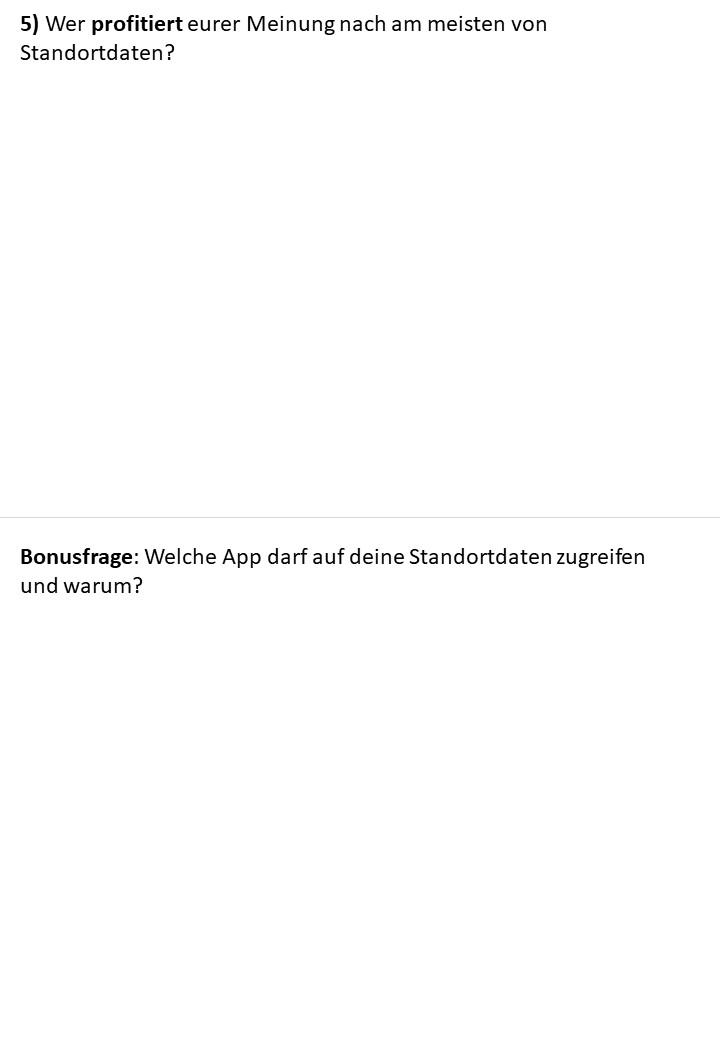 5) Wer profitiert eurer Meinung nach am meisten von
Standortdaten?
Bonusfrage: Welche App darf auf deine Standortdaten zugreifen
und warum?